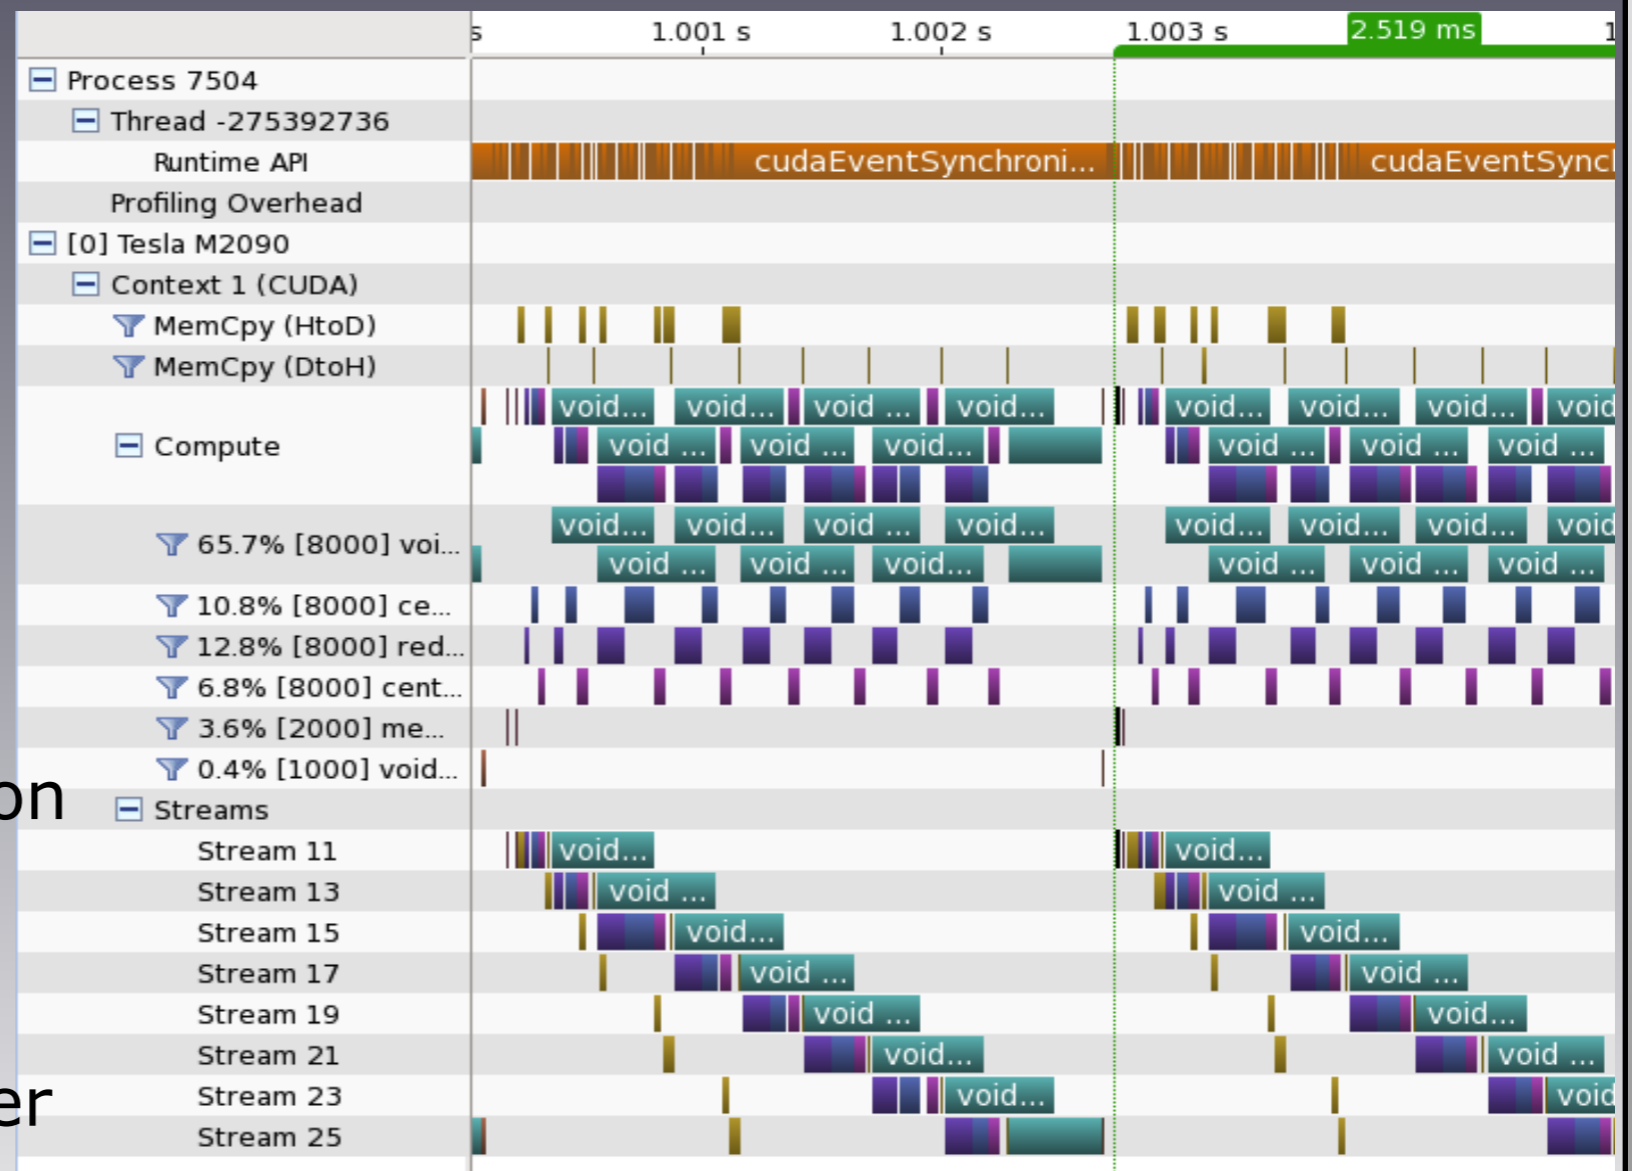 s 1.001 s 1.002 s 1.003 s 2.519 ms 1
Process 7504
Thread -275392736
Runtime API cudaEventSynchroni... cudaEventSyncl
Profiling Overhead
[0] Tesla M2090
Context 1 (CUDA)
MemCpy (HtoD)
MemCpy (DtoH)
void... void... void... void... void... void... void... void
Compute void ... void ... void... void ... void ... void ...
void... void... void... void... void... void... void... void
65.7% [8000] voi...
void ... void ... void... void ... void ... void ...
10.8% [8000] ce...
12.8% [8000] red...
6.8% [8000] cent...
3.6% [2000] me...
0.4% [1000] void...
on
Streams
Stream 11 void... void...
Stream 13 void ... void ...
Stream 15 void... void...
Stream 17 void ... void ...
Stream 19 void ... void...
Stream 21 void... void ...
er
Stream 23 void... void
Stream 25